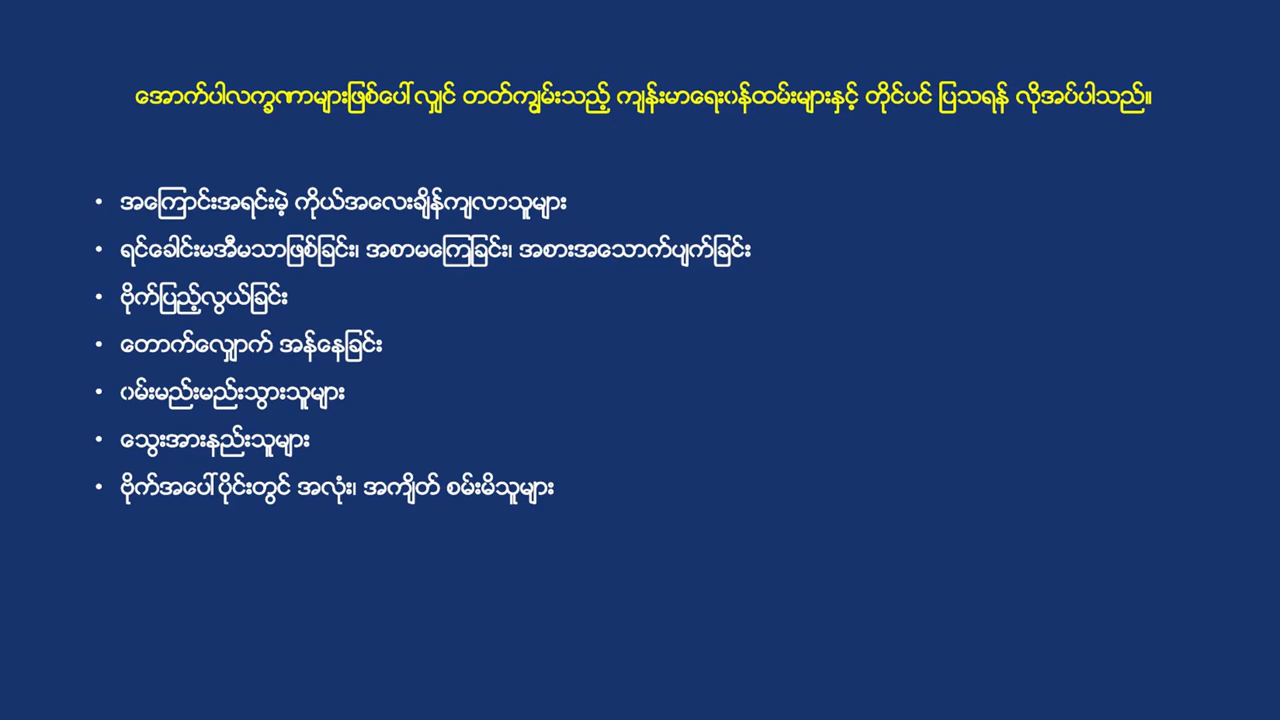 အောက်ပါလက္ခဏာများဖြစ်ပေါ်လျှင် တတ်ကျွမ်းသည့် ကျန်းမာရေးဝန်ထမ်းများနှင့် တိုင်ပင် ပြသရန် လိုအပ်ပါသည်။
• အကြောင်းအရင်းမဲ့ ကိုယ်အလေးချိန်ကျလာသူများ
• ရင်ခေါင်းမအီမသာဖြစ်ခြင်း၊ အစာမကြေခြင်း၊ အစားအသောက်ပျက်ခြင်း
• ဗိုက်ပြည့်လွယ်ခြင်း
• တောက်လျှောက် အန်နေခြင်း
• ဝမ်းမည်းမည်းသွားသူများ
• သွေးအားနည်းသူများ
• ဗိုက်အပေါ်ပိုင်းတွင် အလုံး၊ အကျိတ် စမ်းမိသူများ